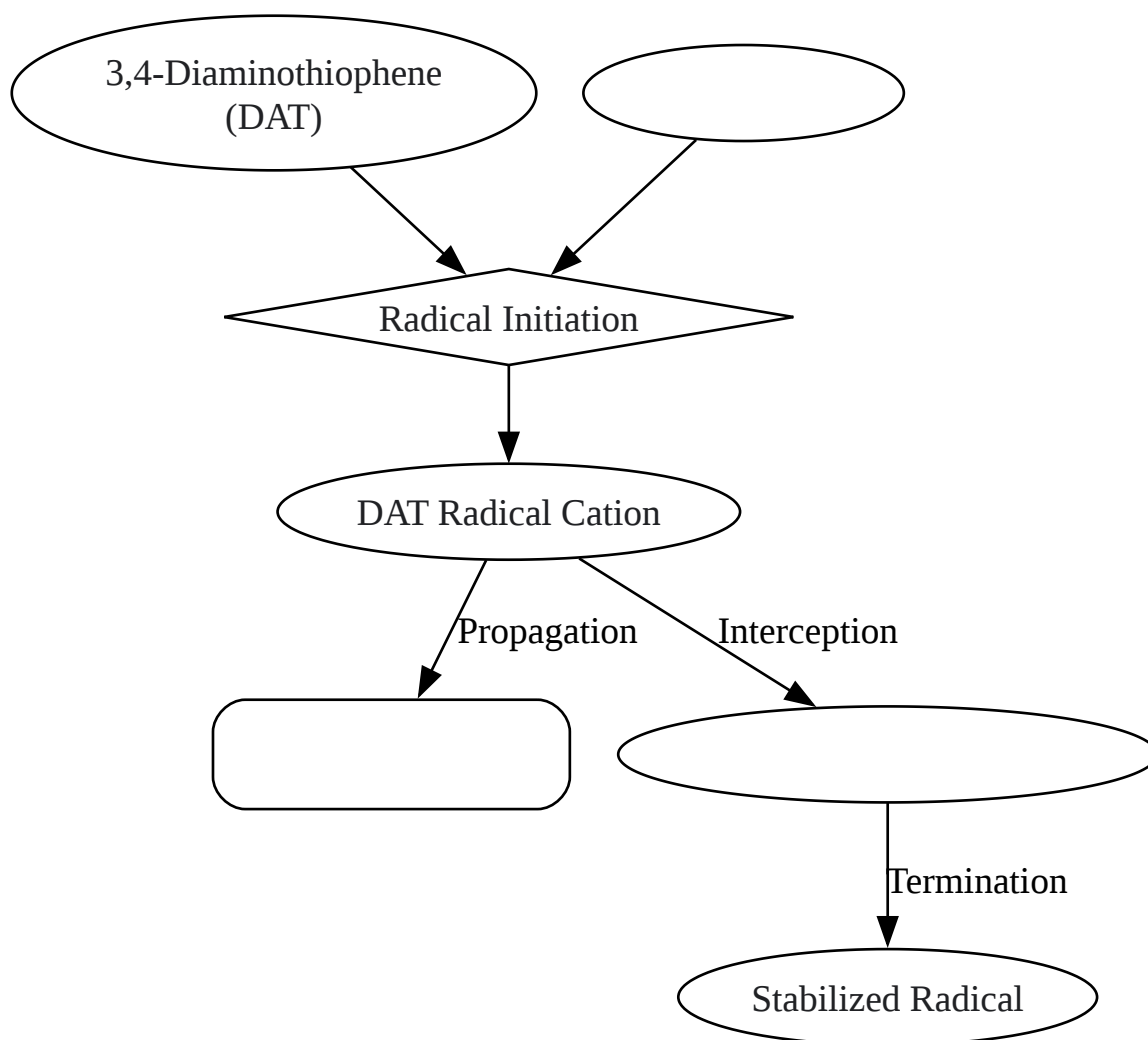 3,4-Diaminothiophene
(DAT)
Radical Initiation
DAT Radical Cation
Propagation
Interception
Termination
Stabilized Radical